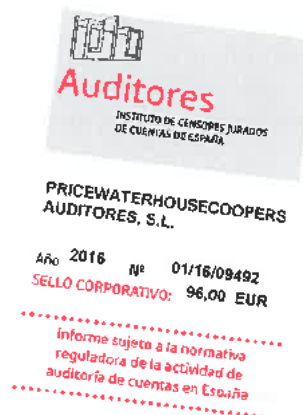 Auditores
INSTITUTO DE CENSORES JURADOS
DE CUENTAS DE ESPAÑA
PRICEWATERHOUSECOOPERS
AUDITORES, S.L.
Año 2016 Nº 01/16/09492
SELLO CORPORATIVO: 96,00 EUR
Informe sujeto a la normativa
reguladora de la actividad de
auditoría de cuentas en España